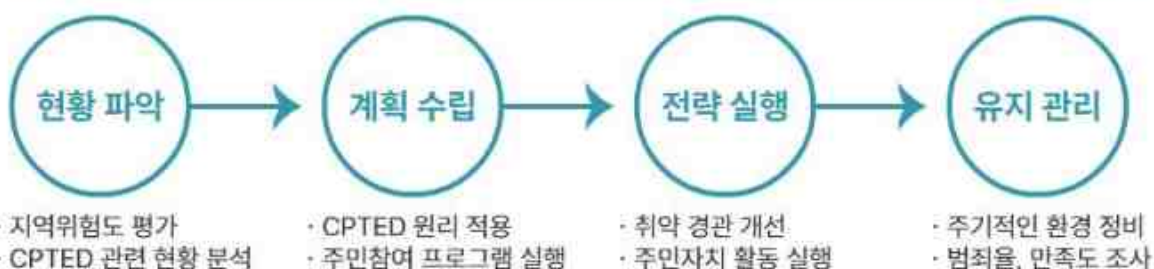 현황 파악
계획 수립
전략 실행
유지 관리
· 지역위험도 평가
· CPTED 관련 현황 분석
· CPTED 원리 적용
· 주민참여 프로그램 실행
· 취약 경관 개선
· 주민자치 활동 실행
· 주기적인 환경 정비
· 범죄율, 만족도 조사